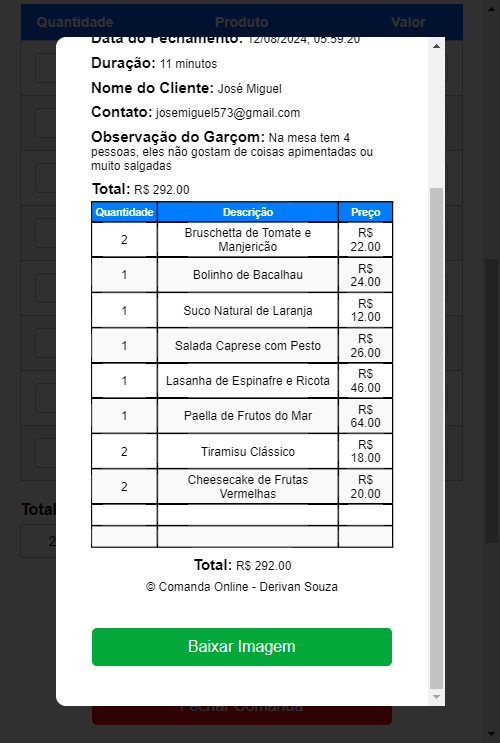 Quantidade Produto Valor
Data do Fechamento: 12/08/2024, 05:59:20
Duração: 11 minutos
Nome do Cliente: José Miguel
Contato: josemiguel573@gmail.com
Observação do Garçom: Na mesa tem 4
pessoas, eles não gostam de coisas apimentadas ou
muito salgadas
Total: R$ 292.00
Quantidade Descrição Preço
2 Bruschetta de Tomate e Manjericão R$ 22.00
1 Bolinho de Bacalhau R$ 24.00
1 Suco Natural de Laranja R$ 12.00
1 Salada Caprese com Pesto R$ 26.00
1 Lasanha de Espinafre e Ricota R$ 46.00
1 Paella de Frutos do Mar R$ 64.00
2 Tiramisu Clássico R$ 18.00
2 Cheesecake de Frutas Vermelhas R$ 20.00
Total
2
Total: R$ 292.00
© Comanda Online - Derivan Souza
Baixar Imagem
Fechar Comanda